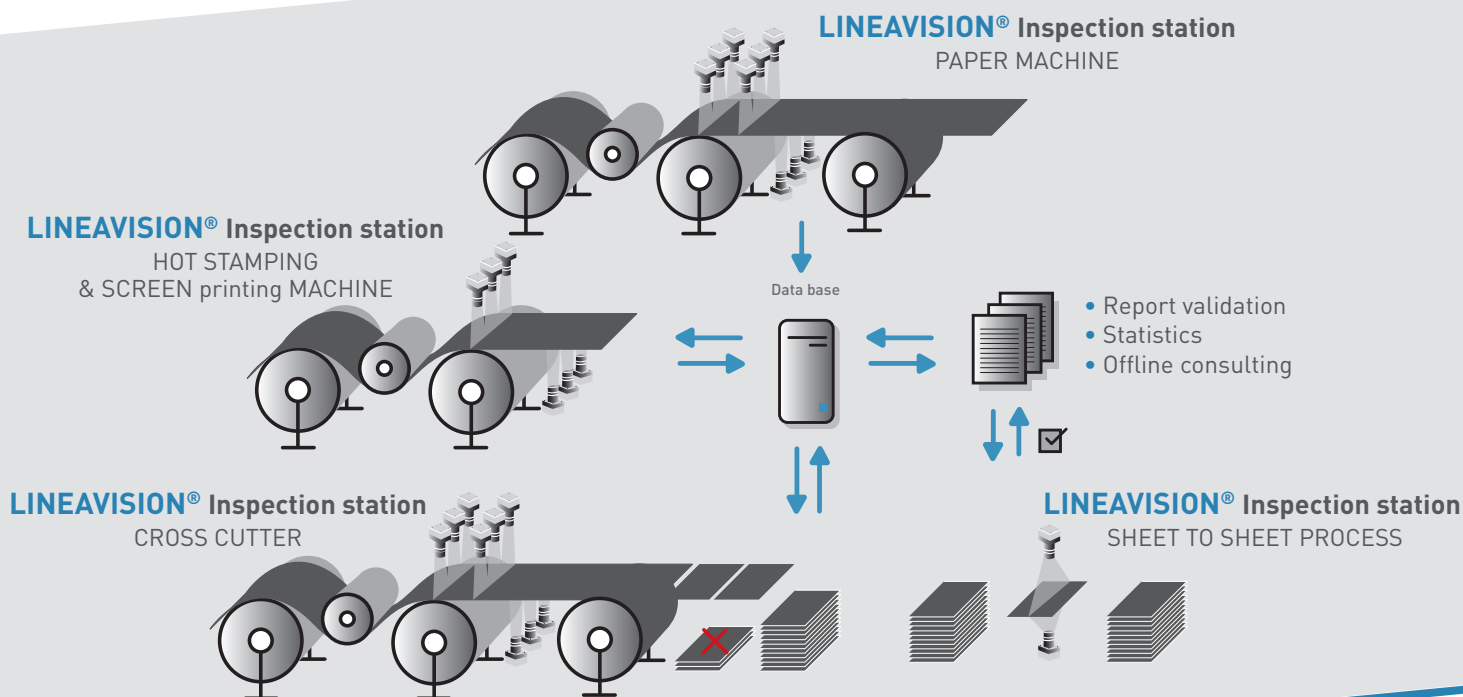 LINEAVISION® Inspection station
PAPER MACHINE
LINEAVISION® Inspection station
HOT STAMPING
& SCREEN printing MACHINE
Data base
• Report validation
• Statistics
• Offline consulting
LINEAVISION® Inspection station
CROSS CUTTER
LINEAVISION® Inspection station
SHEET TO SHEET PROCESS